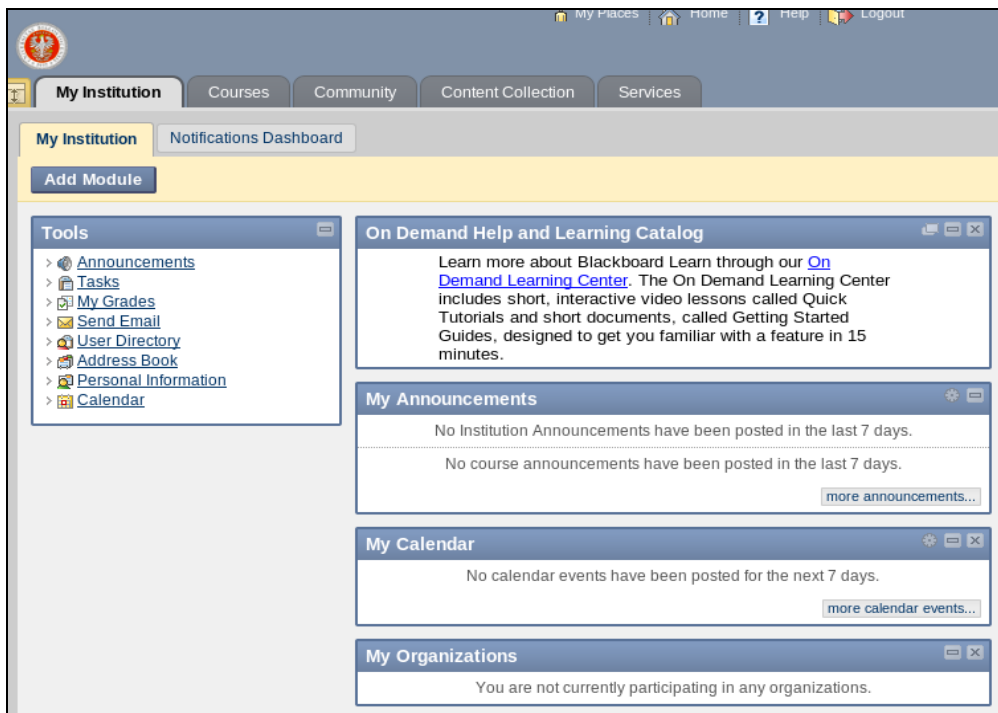 My Places Home ? Help Logout
My Institution Courses Community Content Collection Services
My Institution Notifications Dashboard
Add Module
Tools
Announcements
Tasks
My Grades
Send Email
User Directory
Address Book
Personal Information
Calendar
On Demand Help and Learning Catalog
Learn more about Blackboard Learn through our On
Demand Learning Center. The On Demand Learning Center
includes short, interactive video lessons called Quick
Tutorials and short documents, called Getting Started
Guides, designed to get you familiar with a feature in 15
minutes.
My Announcements
No Institution Announcements have been posted in the last 7 days.
No course announcements have been posted in the last 7 days.
more announcements...
My Calendar
No calendar events have been posted for the next 7 days.
more calendar events...
My Organizations
You are not currently participating in any organizations.